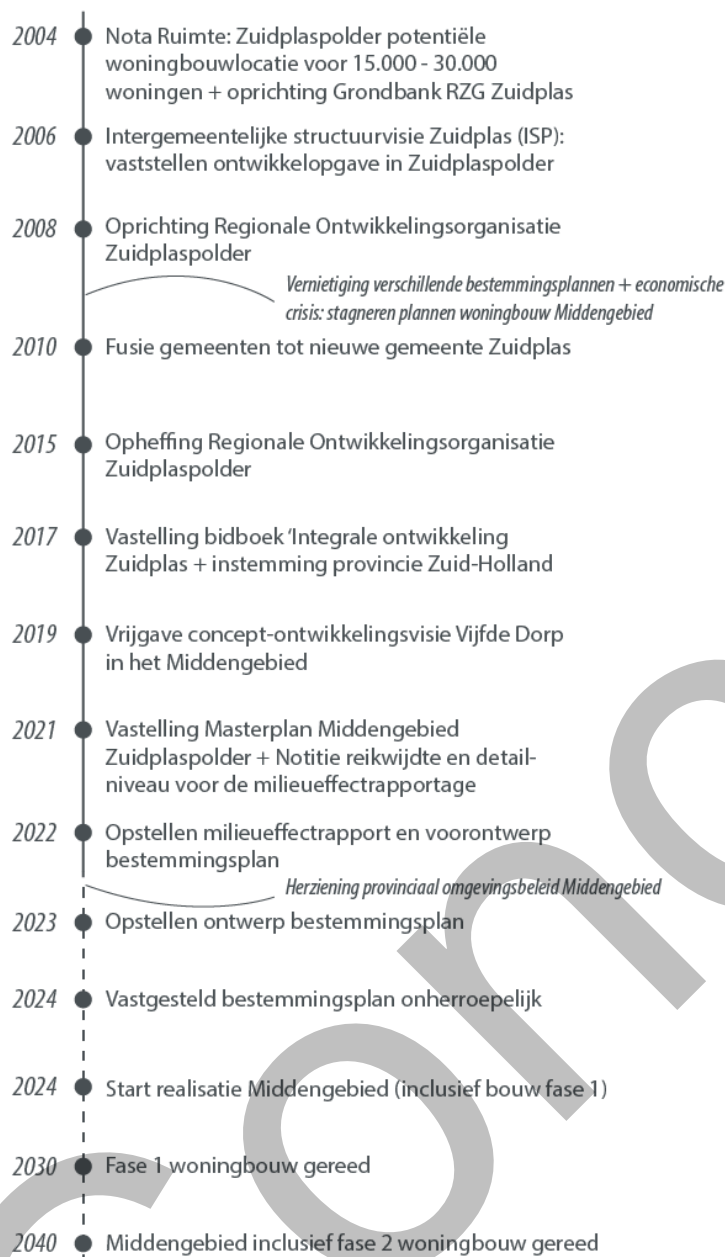 2004 Nota Ruimte: Zuidplaspolder potentiële
woningbouwlocatie voor 15.000 - 30.000
woningen + oprichting Grondbank RZG Zuidplas
2006 Intergemeentelijke structuurvisie Zuidplas (ISP):
vaststellen ontwikkelopgave in Zuidplaspolder
2008 Oprichting Regionale Ontwikkelingsorganisatie
Zuidplaspolder
Vernietiging verschillende bestemmingsplannen + economische
crisis: stagneren plannen woningbouw Middengebied
2010 Fusie gemeenten tot nieuwe gemeente Zuidplas
2015 Opheffing Regionale Ontwikkelingsorganisatie
Zuidplaspolder
2017 Vastelling bidboek ‘Integrale ontwikkeling
Zuidplas + instemming provincie Zuid-Holland
2019 Vrijgave concept-ontwikkelingsvisie Vijfde Dorp
in het Middengebied
2021 Vastelling Masterplan Middengebied
Zuidplaspolder + Notitie reikwijdte en detail-
niveau voor de milieueffectrapportage
2022 Opstellen milieueffectrapport en voorontwerp
bestemmingsplan
Herziening provinciaal omgevingsbeleid Middengebied
2023 Opstellen ontwerp bestemmingsplan
2024 Vastgesteld bestemmingsplan onherroepelijk
2024 Start realisatie Middengebied (inclusief bouw fase 1)
2030 Fase 1 woningbouw gereed
2040 Middengebied inclusief fase 2 woningbouw gereed